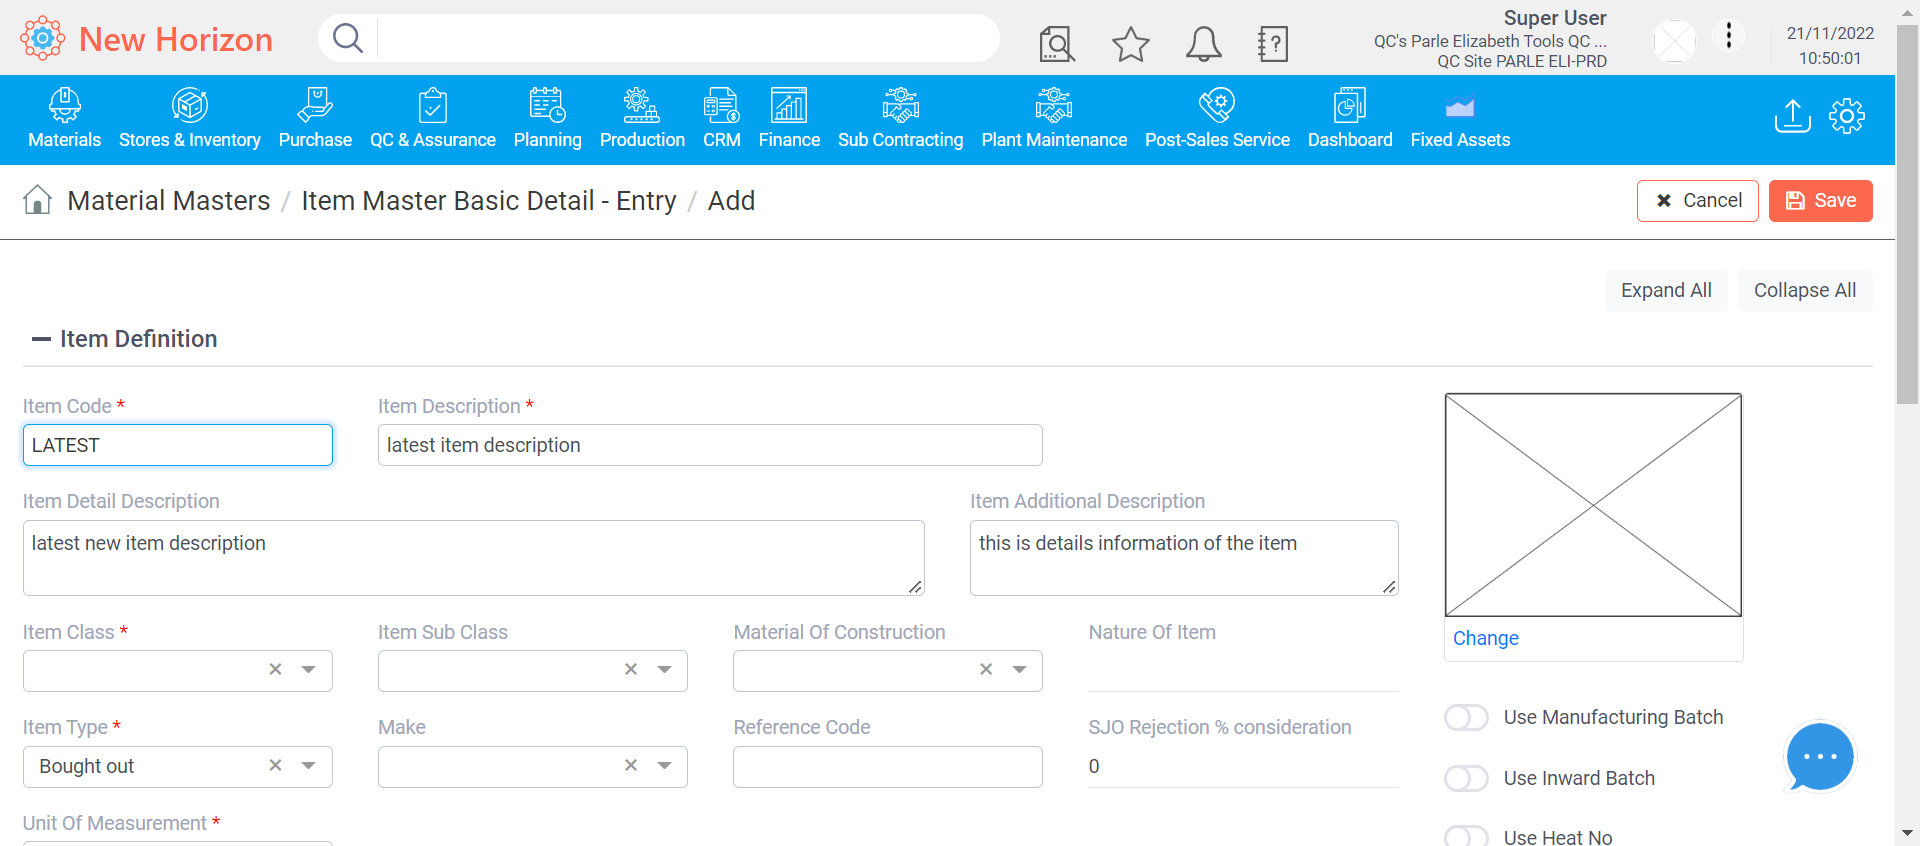 New Horizon
Super User
QC's Parle Elizabeth Tools QC ...
QC Site PARLE ELI-PRD
21/11/2022
10:50:01
Materials
Stores & Inventory
Purchase
QC & Assurance
Planning
Production
CRM
Finance
Sub Contracting
Plant Maintenance
Post-Sales Service
Dashboard
Fixed Assets
Material Masters / Item Master Basic Detail - Entry / Add
Cancel
Save
Expand All
Collapse All
Item Definition
Item Code *
Item Description *
LATEST
latest item description
Item Detail Description
Item Additional Description
latest new item description
this is details information of the item
Item Class *
Item Sub Class
Material Of Construction
Nature Of Item
Change
Item Type *
Make
Reference Code
SJO Rejection % consideration
Use Manufacturing Batch
Bought out
0
Use Inward Batch
Unit Of Measurement *
Use Heat No